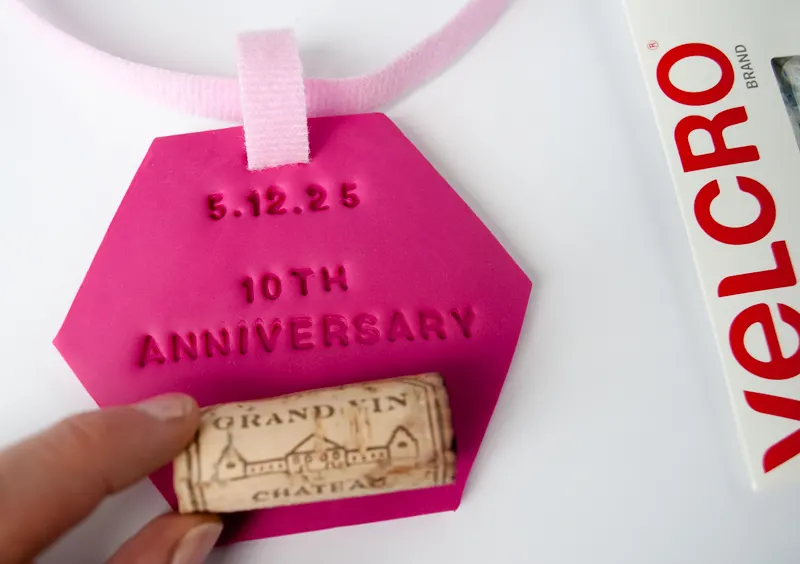 5.12.25
10TH
ANNIVERSARY
GRAND VIN
CHATEAU
VELCRO®
BRAND